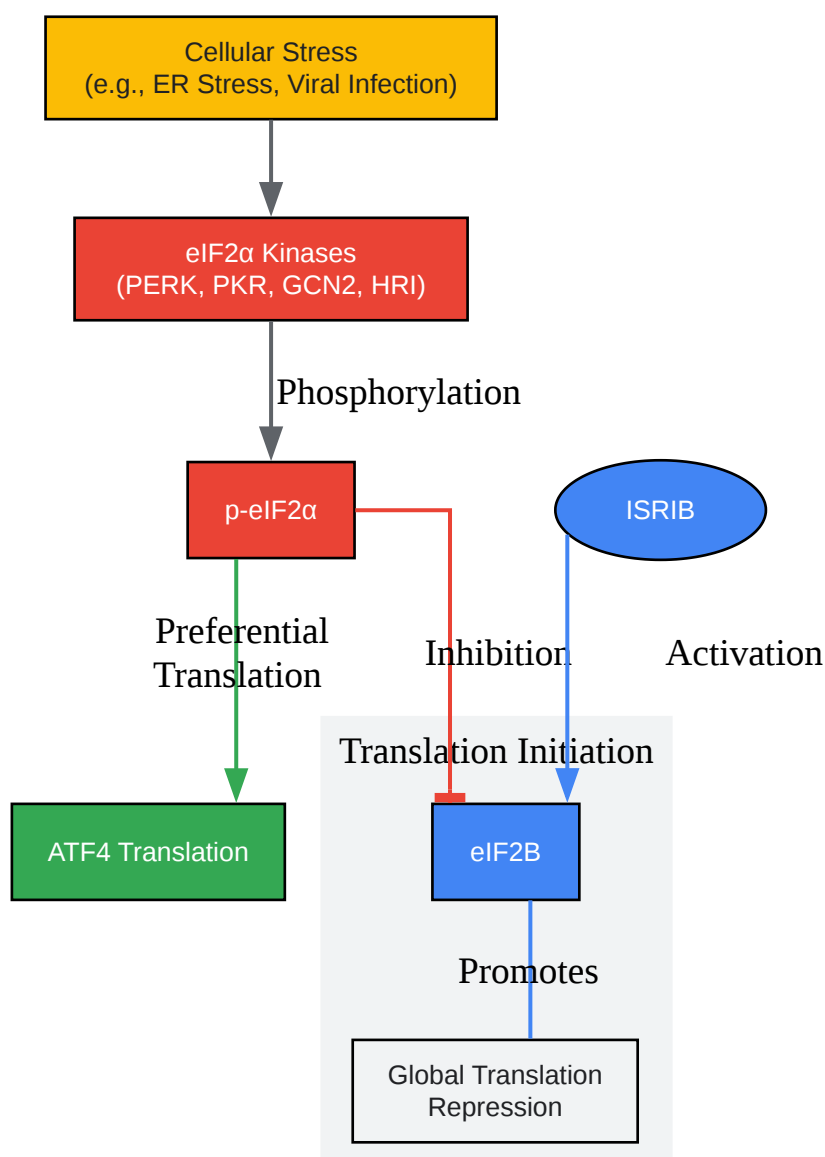 Cellular Stress
(e.g., ER Stress, Viral Infection)
eIF2α Kinases
(PERK, PKR, GCN2, HRI)
Phosphorylation
p-eIF2α
ISRIB
Preferential
Translation
Inhibition
Activation
Translation Initiation
ATF4 Translation
eIF2B
Promotes
Global Translation
Repression